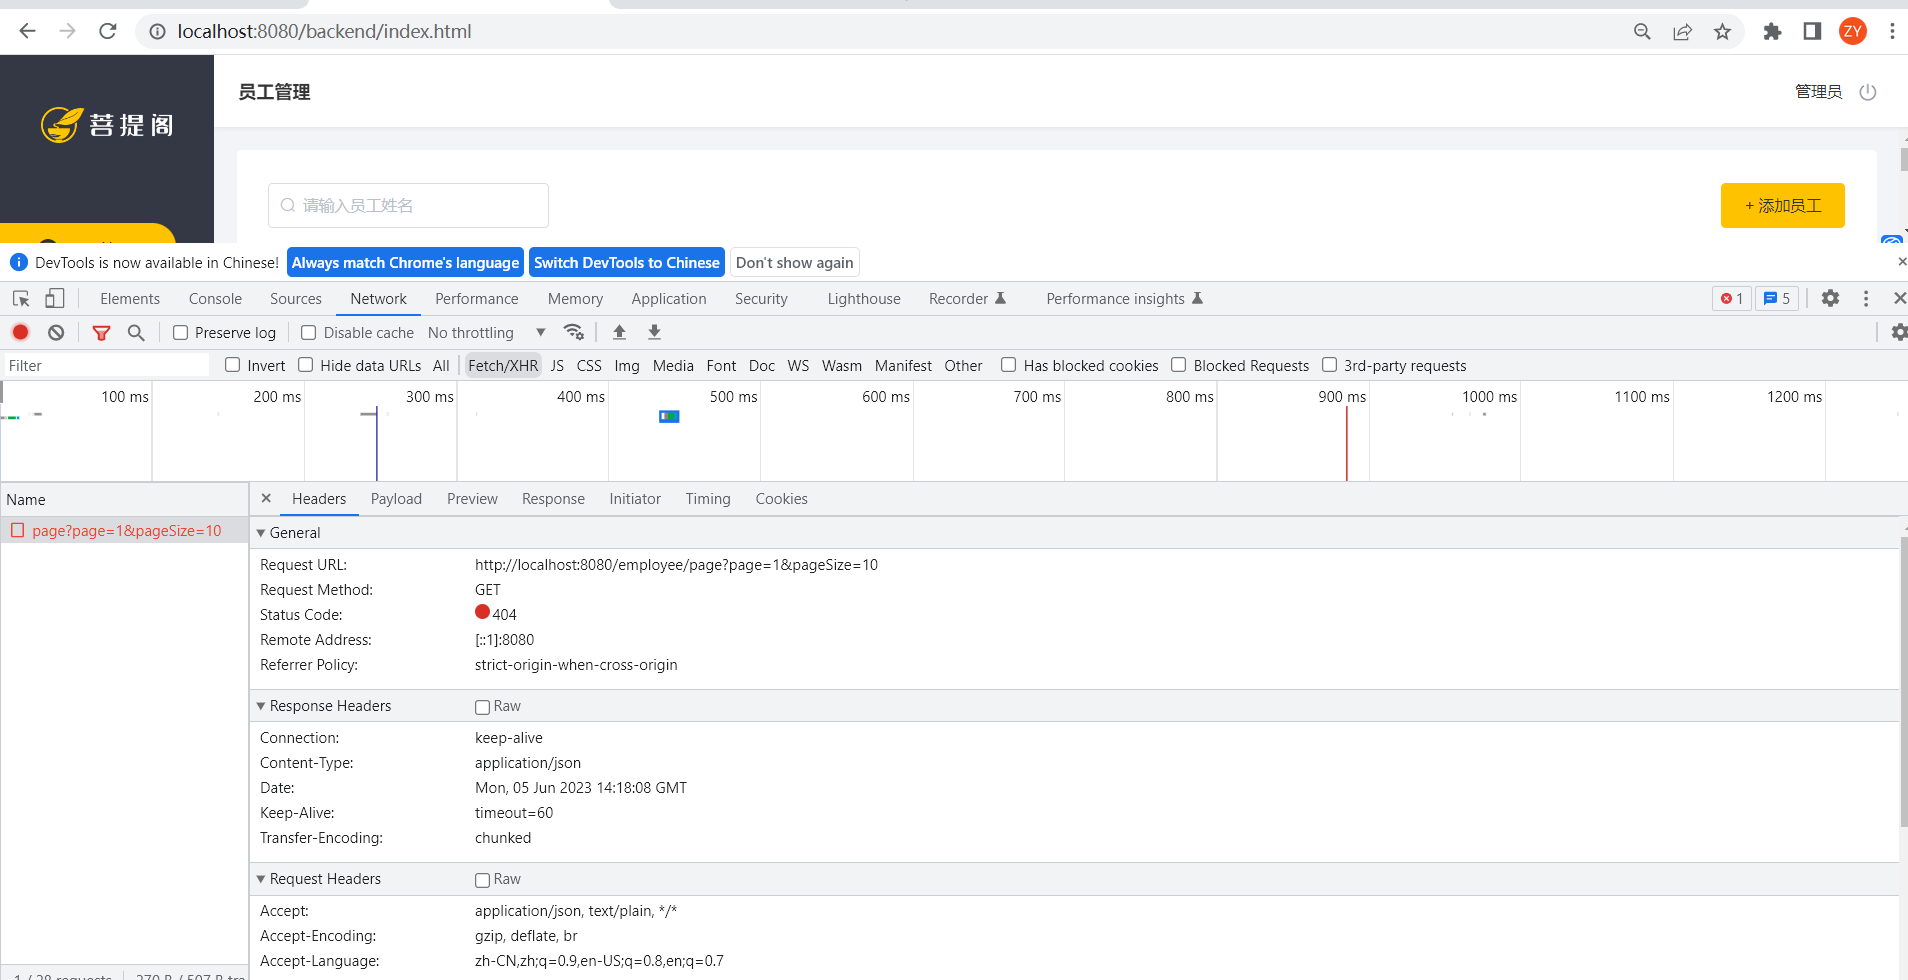 localhost:8080/backend/index.html
ZY
菩提阁
员工管理
管理员
请输入员工姓名
+ 添加员工
DevTools is now available in Chinese! Always match Chrome's language Switch DevTools to Chinese Don't show again
Elements Console Sources Network Performance Memory Application Security Lighthouse Recorder Performance insights 1 5
Preserve log Disable cache No throttling
Filter Invert Hide data URLs All Fetch/XHR JS CSS Img Media Font Doc WS Wasm Manifest Other Has blocked cookies Blocked Requests 3rd-party requests
100 ms 200 ms 300 ms 400 ms 500 ms 600 ms 700 ms 800 ms 900 ms 1000 ms 1100 ms 1200 ms
Name
page?page=1&pageSize=10
Headers Payload Preview Response Initiator Timing Cookies
General
Request URL: http://localhost:8080/employee/page?page=1&pageSize=10
Request Method: GET
Status Code: 404
Remote Address: [::1]:8080
Referrer Policy: strict-origin-when-cross-origin
Response Headers Raw
Connection: keep-alive
Content-Type: application/json
Date: Mon, 05 Jun 2023 14:18:08 GMT
Keep-Alive: timeout=60
Transfer-Encoding: chunked
Request Headers Raw
Accept: application/json, text/plain, */*
Accept-Encoding: gzip, deflate, br
Accept-Language: zh-CN,zh;q=0.9,en-US;q=0.8,en;q=0.7